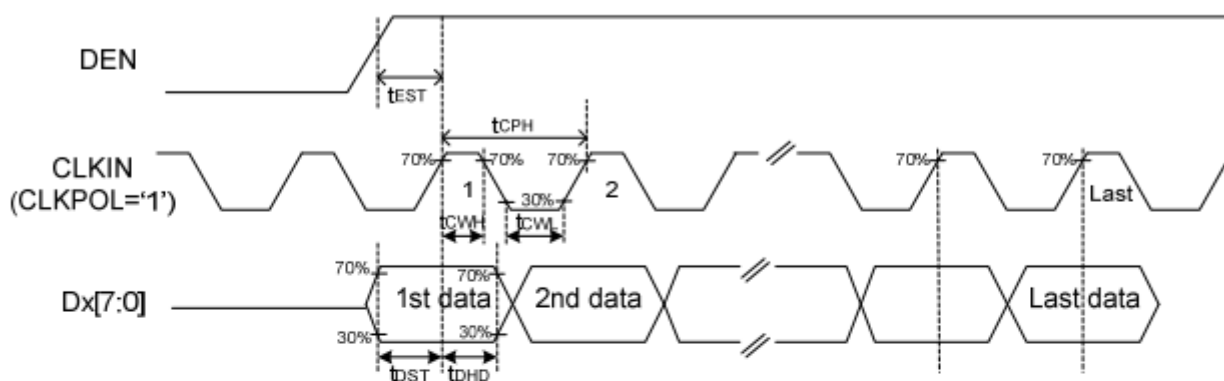 DEN
tEST
tCPH
CLKIN
(CLKPOL='1')
70% 70% 70% 70% 70%
1 2 Last
30%
tCWH tCWL
Dx[7:0]
70% 70%
1st data 2nd data Last data
30% 30%
tDST tDHD